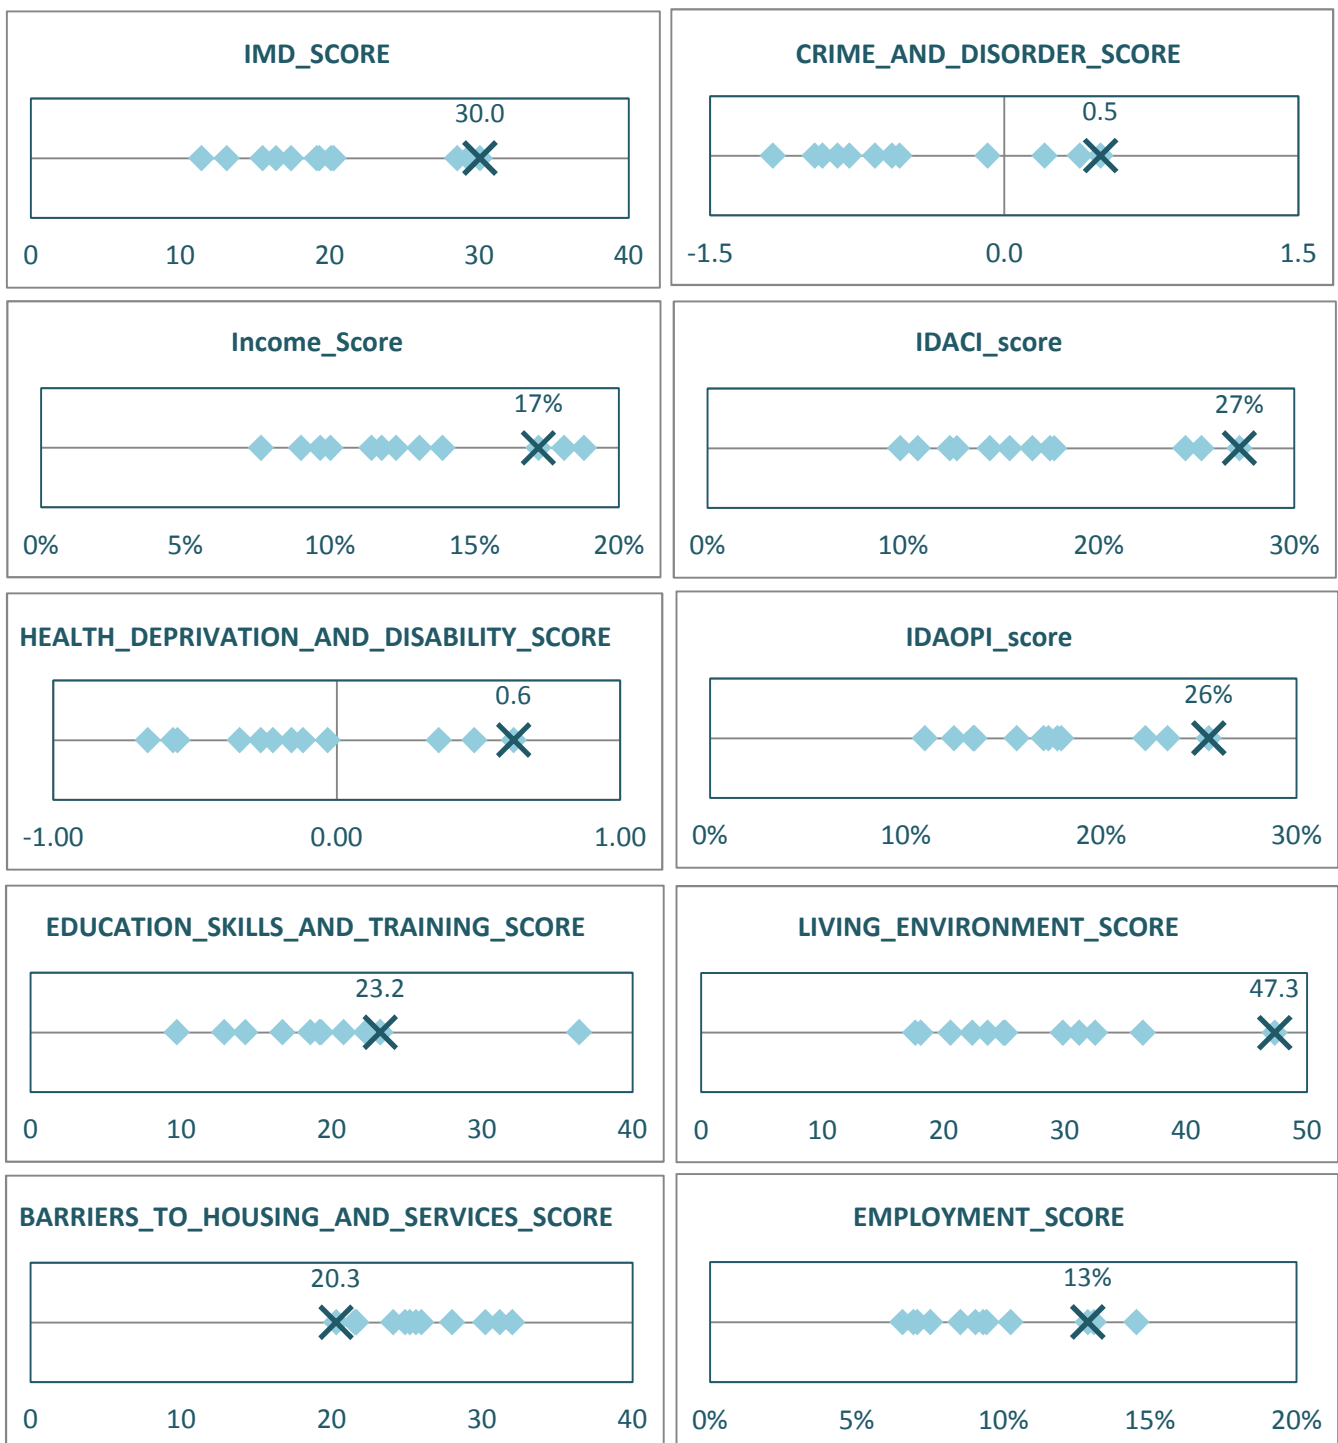 IMD_SCORE
30.0
0 10 20 30 40
CRIME_AND_DISORDER_SCORE
0.5
-1.5 0.0 1.5
Income_Score
17%
0% 5% 10% 15% 20%
IDACI_score
27%
0% 10% 20% 30%
HEALTH_DEPRIVATION_AND_DISABILITY_SCORE
0.6
-1.00 0.00 1.00
IDAOPI_score
26%
0% 10% 20% 30%
EDUCATION_SKILLS_AND_TRAINING_SCORE
23.2
0 10 20 30 40
LIVING_ENVIRONMENT_SCORE
47.3
0 10 20 30 40 50
BARRIERS_TO_HOUSING_AND_SERVICES_SCORE
20.3
0 10 20 30 40
EMPLOYMENT_SCORE
13%
0% 5% 10% 15% 20%